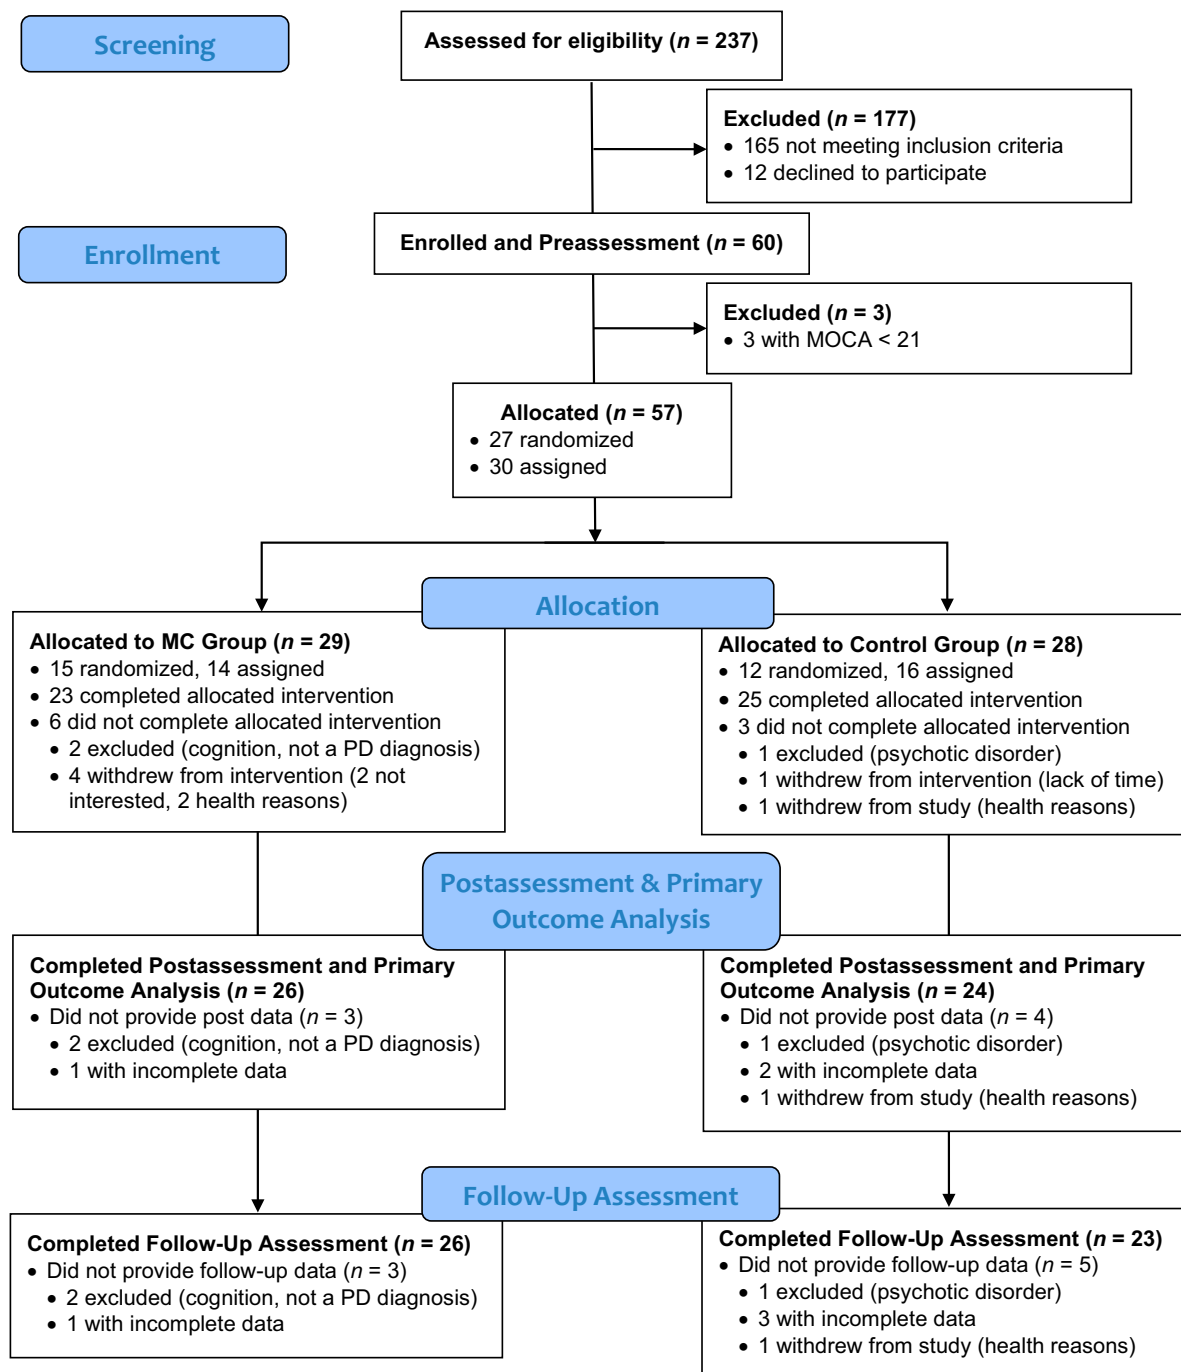 Screening
Assessed for eligibility (n = 237)
Excluded (n = 177)
• 165 not meeting inclusion criteria
• 12 declined to participate
Enrollment
Enrolled and Preassessment (n = 60)
Excluded (n = 3)
• 3 with MOCA < 21
Allocated (n = 57)
• 27 randomized
• 30 assigned
Allocation
Allocated to MC Group (n = 29)
• 15 randomized, 14 assigned
• 23 completed allocated intervention
• 6 did not complete allocated intervention
• 2 excluded (cognition, not a PD diagnosis)
• 4 withdrew from intervention (2 not
interested, 2 health reasons)
Allocated to Control Group (n = 28)
• 12 randomized, 16 assigned
• 25 completed allocated intervention
• 3 did not complete allocated intervention
• 1 excluded (psychotic disorder)
• 1 withdrew from intervention (lack of time)
• 1 withdrew from study (health reasons)
Postassessment & Primary
Outcome Analysis
Completed Postassessment and Primary
Outcome Analysis (n = 26)
• Did not provide post data (n = 3)
• 2 excluded (cognition, not a PD diagnosis)
• 1 with incomplete data
Completed Postassessment and Primary
Outcome Analysis (n = 24)
• Did not provide post data (n = 4)
• 1 excluded (psychotic disorder)
• 2 with incomplete data
• 1 withdrew from study (health reasons)
Follow-Up Assessment
Completed Follow-Up Assessment (n = 26)
• Did not provide follow-up data (n = 3)
• 2 excluded (cognition, not a PD diagnosis)
• 1 with incomplete data
Completed Follow-Up Assessment (n = 23)
• Did not provide follow-up data (n = 5)
• 1 excluded (psychotic disorder)
• 3 with incomplete data
• 1 withdrew from study (health reasons)